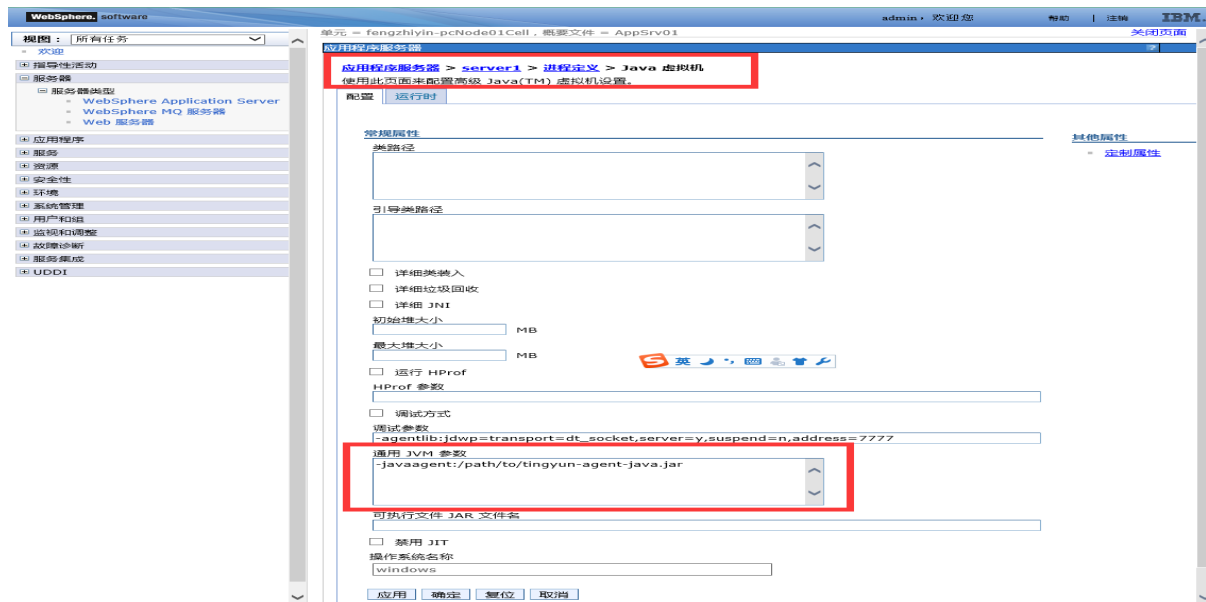 WebSphere. software
admin，欢迎您
帮助 | 注销 IBM.
视图： 所有任务
欢迎
指导性活动
服务器
服务器类型
WebSphere Application Server
WebSphere MQ 服务器
Web 服务器
应用程序
服务
资源
安全性
环境
系统管理
用户和组
监视和调整
故障诊断
服务集成
UDDI
单元 = fengzhiyin-pcNode01Cell，概要文件 = AppSrv01
关闭页面
应用程序服务器 ?
应用程序服务器 > server1 > 进程定义 > Java 虚拟机
使用此页面来配置高级 Java(TM) 虚拟机设置。
配置 运行时
常规属性
类路径
引导类路径
详细类装入
详细垃圾回收
详细 JNI
初始堆大小
MB
最大堆大小
MB
英
运行 HProf
HProf 参数
调试方式
调试参数
-agentlib:jdwp=transport=dt_socket,server=y,suspend=n,address=7777
通用 JVM 参数
-javaagent:/path/to/tingyun-agent-java.jar
可执行文件 JAR 文件名
禁用 JIT
操作系统名称
windows
应用 确定 复位 取消
其他属性
定制属性